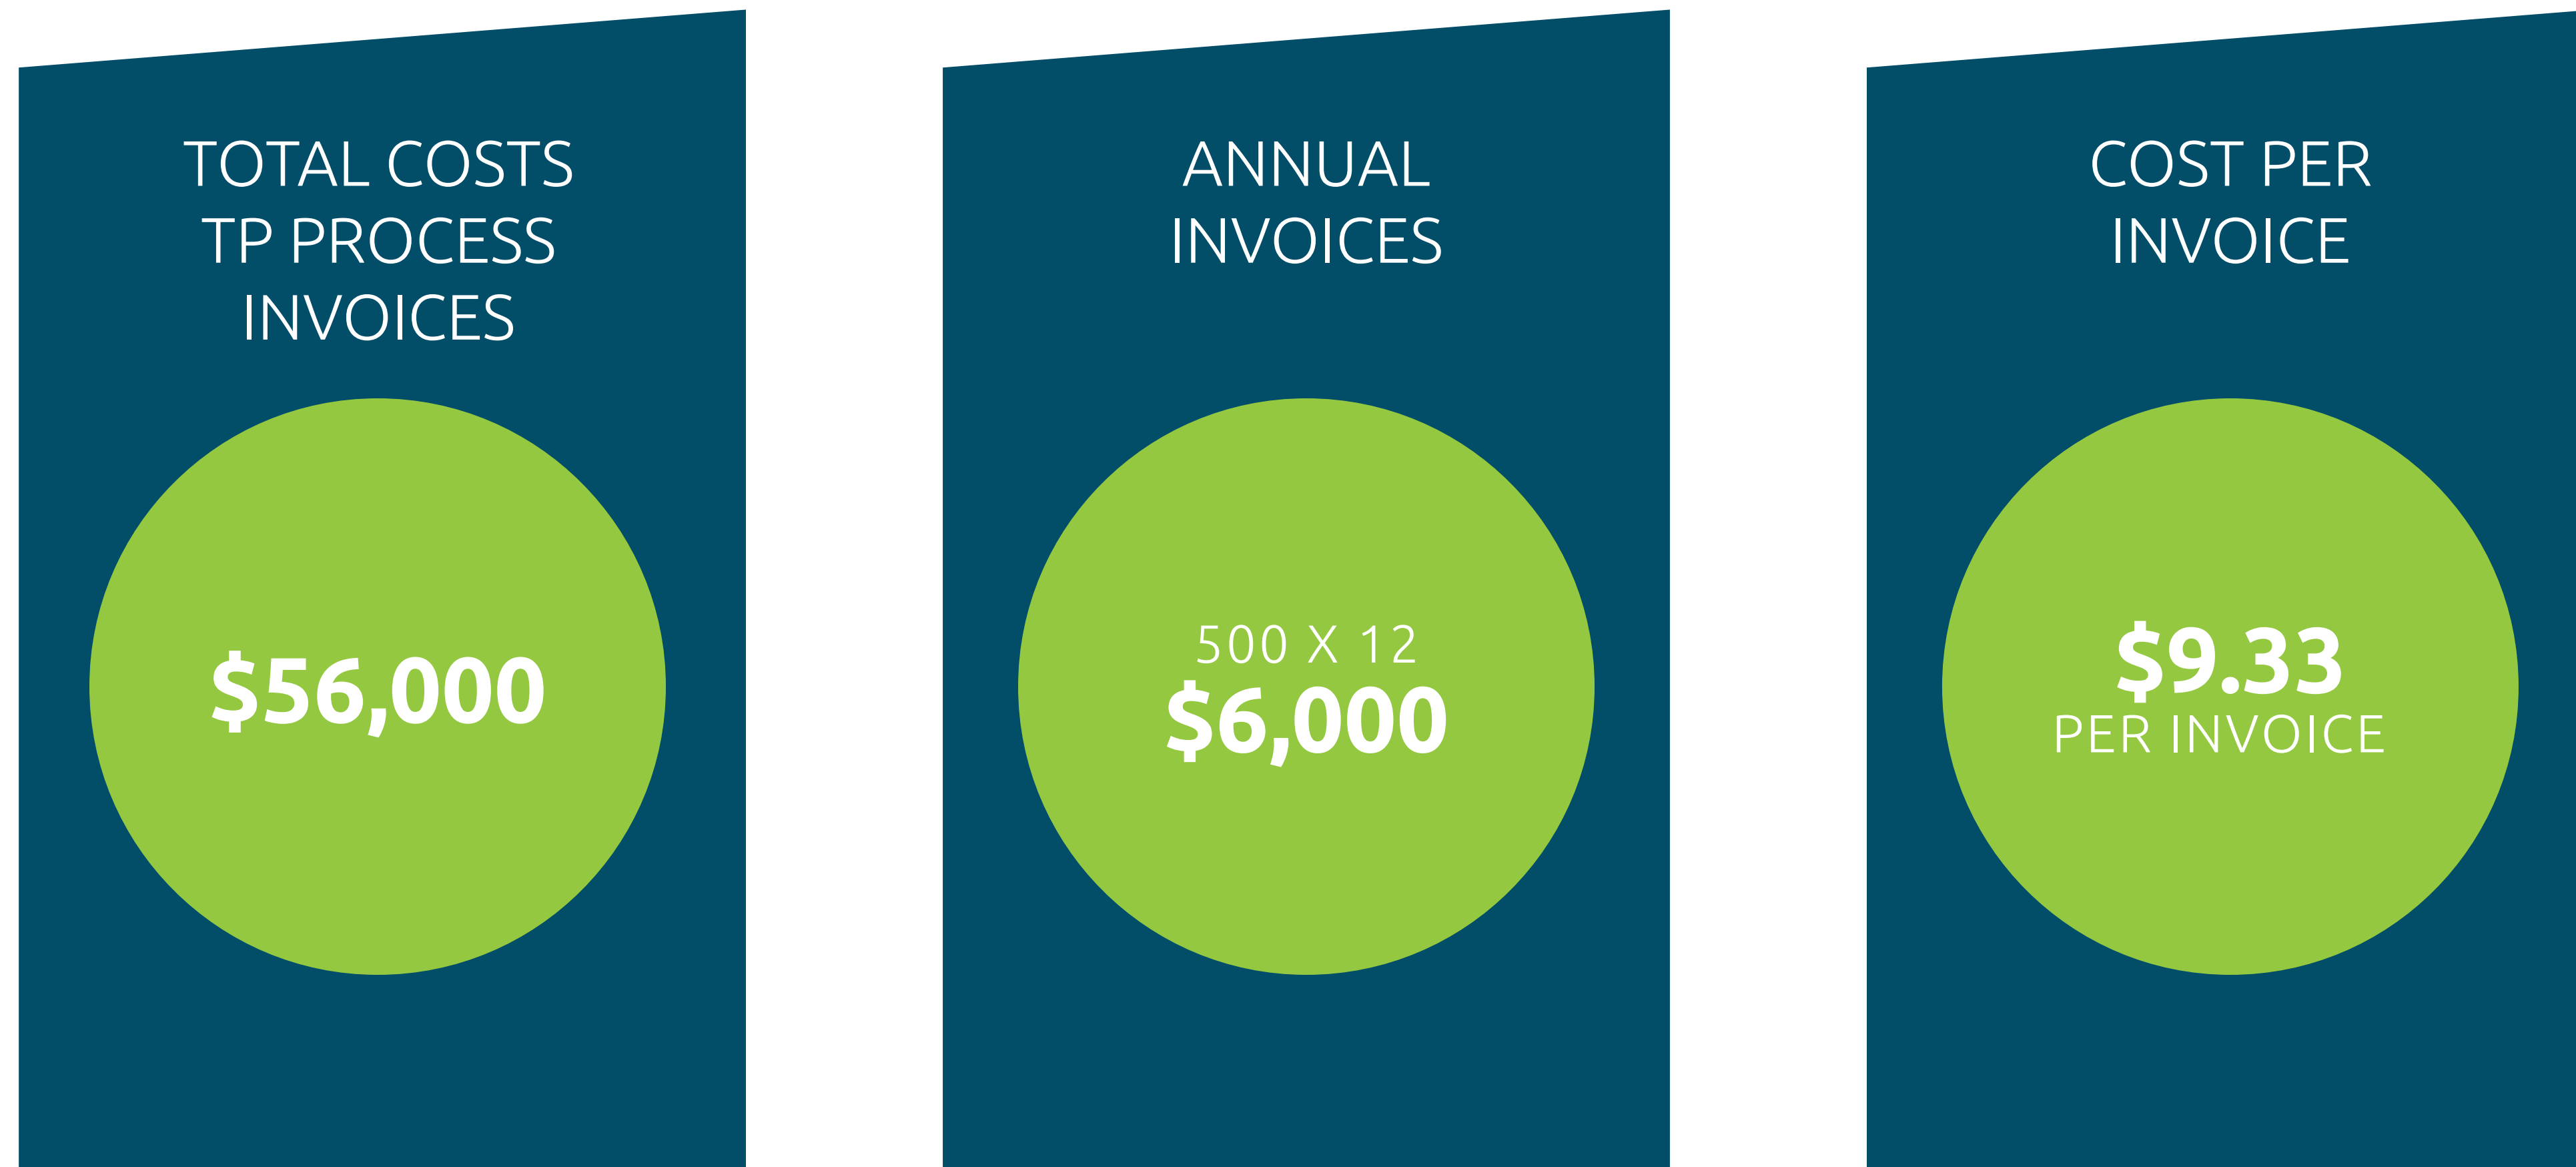 TOTAL COSTS
TP PROCESS
INVOICES
$56,000
ANNUAL
INVOICES
500 X 12
$6,000
COST PER
INVOICE
$9.33
PER INVOICE